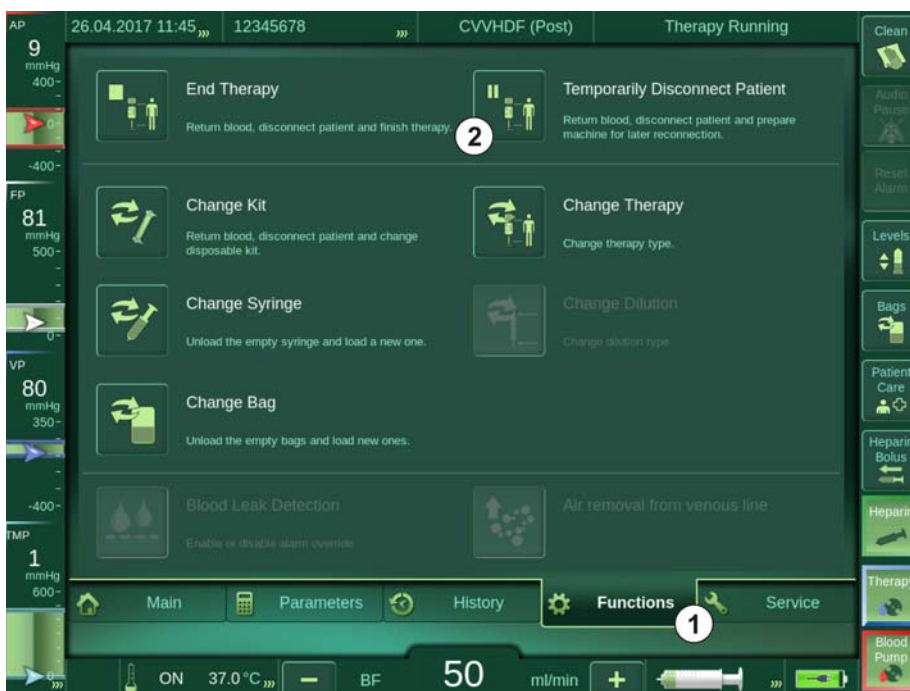 AP
9
mmHg
400-
0-
-400-
FP
81
mmHg
500-
0-
VP
80
mmHg
350-
-400-
TMP
1
mmHg
600-
0-
26.04.2017 11:45
12345678
CVVHDF (Post)
Therapy Running
End Therapy
Return blood, disconnect patient and finish therapy.
Temporarily Disconnect Patient
Return blood, disconnect patient and prepare
machine for later reconnection.
2
Change Kit
Return blood, disconnect patient and change
disposable kit.
Change Therapy
Change therapy type.
Change Syringe
Unload the empty syringe and load a new one.
Change Dilution
Change dilution type.
Change Bag
Unload the empty bags and load new ones.
Blood Leak Detection
Enable or disable alarm override
Air removal from venous line
Main
Parameters
History
Functions
1
Service
ON
37.0 °C
BF
50
ml/min
Clean
Audio
Pause
Reset
Alarm
Levels
Bags
Patient
Care
Heparin
Bolus
Heparin
Therapy
Blood
Pump